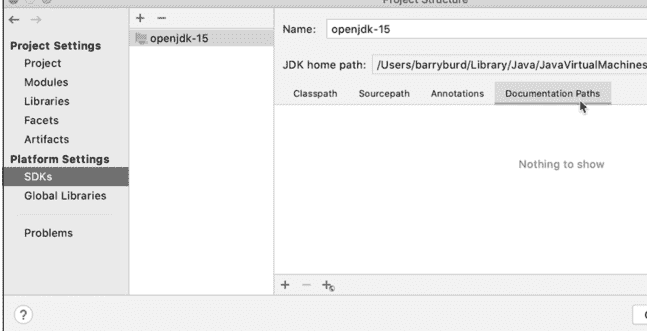 Project Structure
Project Settings
Project
Modules
Libraries
Facets
Artifacts
Platform Settings
SDKs
Global Libraries
Problems
openjdk-15
Name: openjdk-15
JDK home path: /Users/barryburd/Library/Java/JavaVirtualMachines
Classpath Sourcepath Annotations Documentation Paths
Nothing to show
?